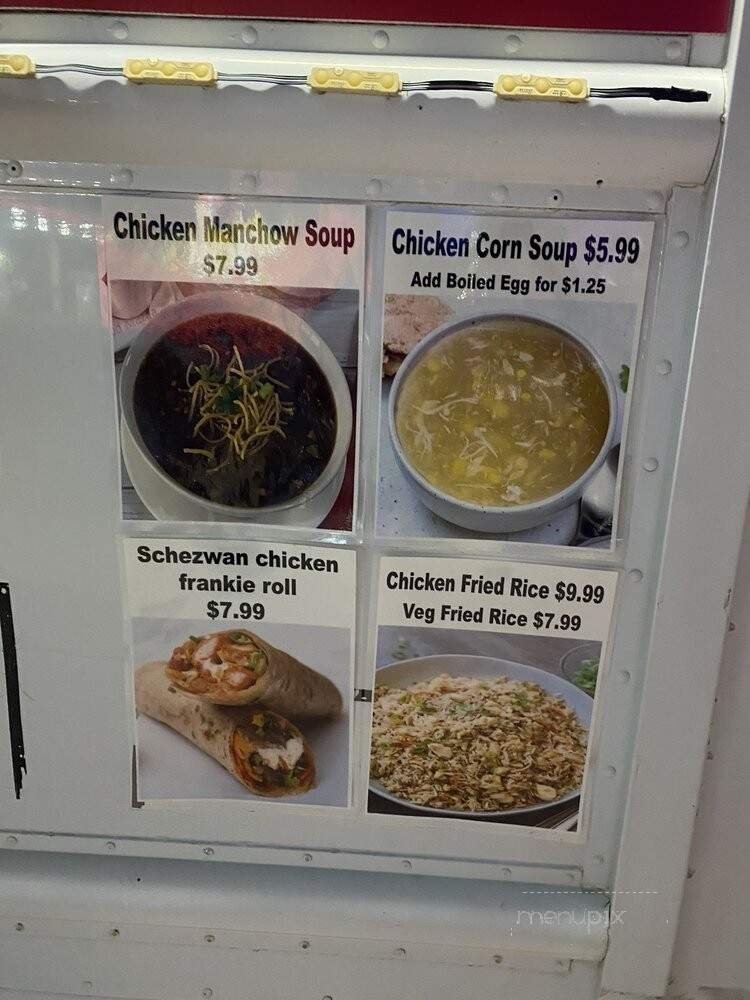 Chicken Manchow Soup
$7.99
Chicken Corn Soup $5.99
Add Boiled Egg for $1.25
Schezwan chicken
frankie roll
$7.99
Chicken Fried Rice $9.99
Veg Fried Rice $7.99
menupix